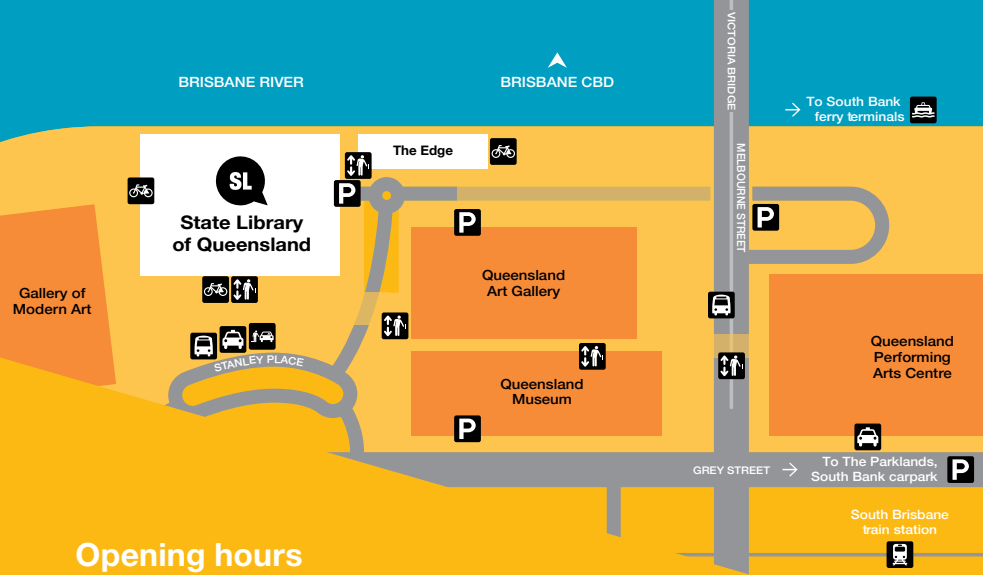 VICTORIA BRIDGE
BRISBANE RIVER
BRISBANE CBD
To South Bank
ferry terminals
The Edge
SL
State Library
of Queensland
P
MELBOURNE STREET
P
P
Gallery of
Modern Art
Queensland
Art Gallery
Queensland
Performing
Arts Centre
STANLEY PLACE
Queensland
Museum
P
GREY STREET
To The Parklands,
South Bank carpark
P
South Brisbane
train station
Opening hours